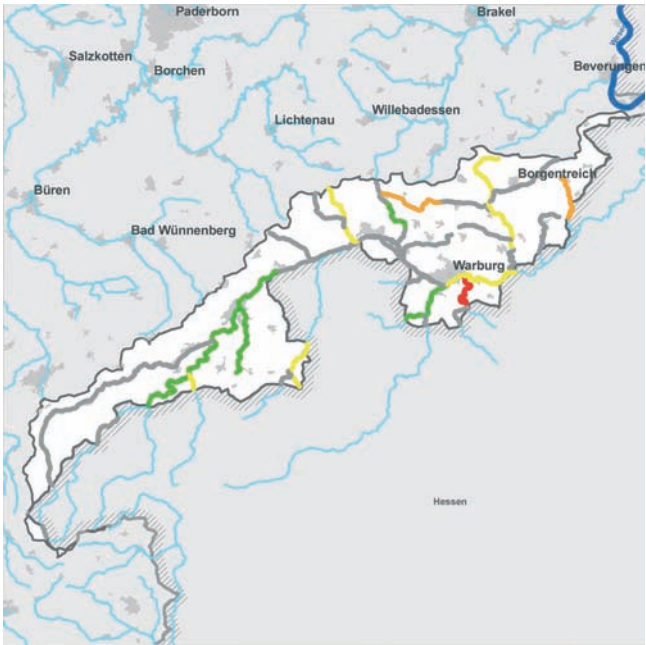 Paderborn
Brakel
Salzkotten
Borchen
Beverungen
Lichtenau
Willebadessen
Büren
Borgentreich
Bad Wünnenberg
Warburg
Hessen